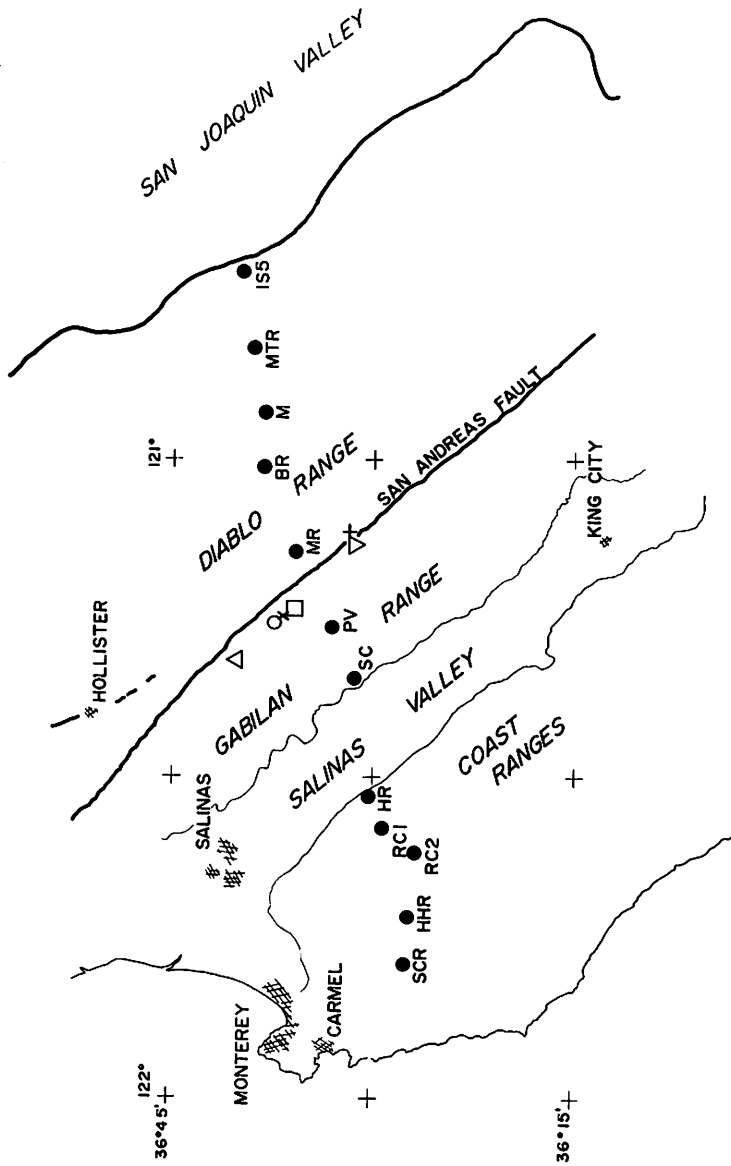 SAN JOAQUIN VALLEY
IS5
MTR
M
BR
121°
DIABLO
RANGE
SAN ANDREAS FAULT
KING CITY
MR
HOLLISTER
PV
SC
GABILAN
RANGE
SALINAS
VALLEY
SALINAS
COAST
RANGES
HR
RC1
RC2
HHR
SCR
MONTEREY
CARMEL
122°
36°45'
36°15'